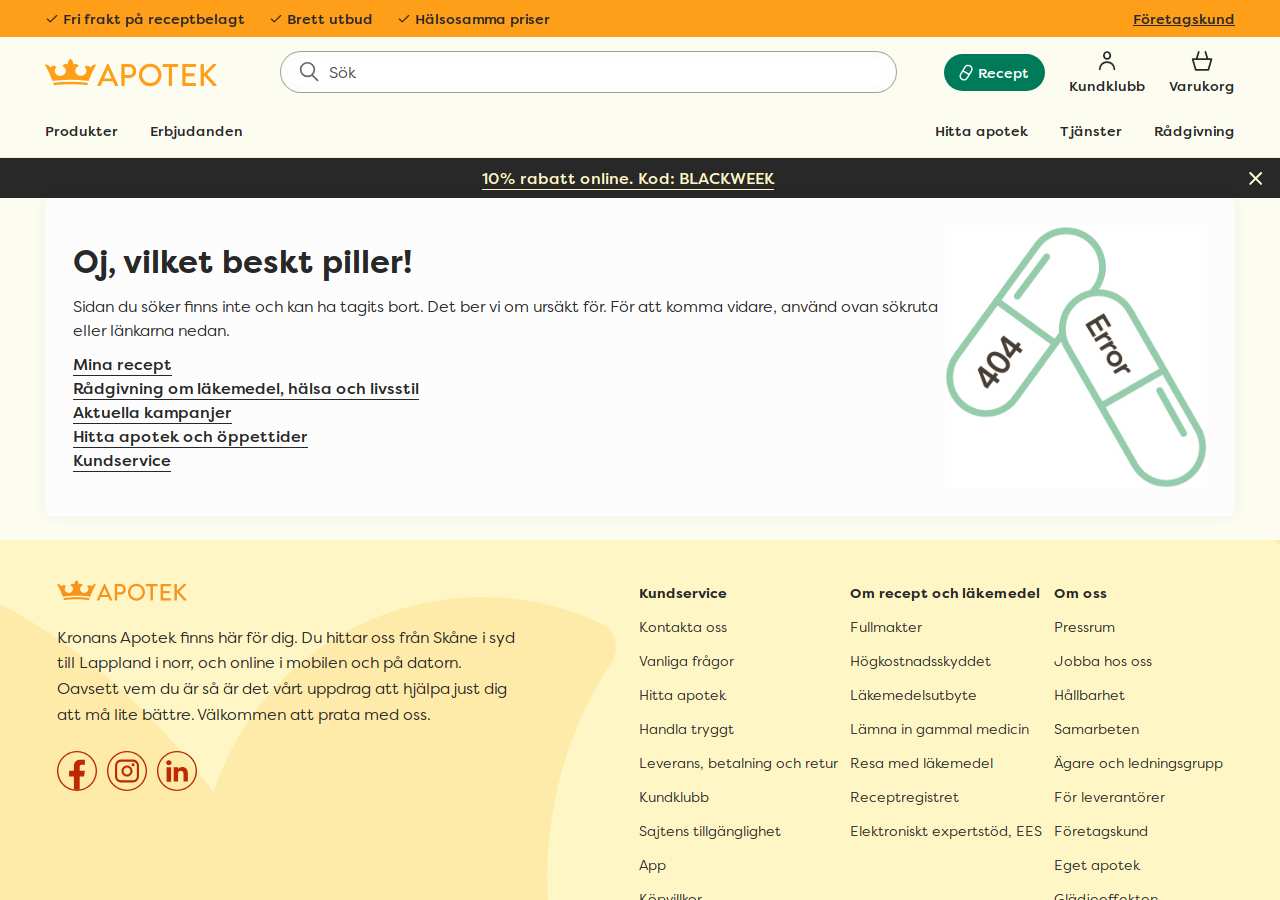 Fri frakt på receptbelagt
Brett utbud
Hälsosamma priser
Företagskund
APOTEK
Sök
Recept
Kundklubb
Varukorg
Produkter
Erbjudanden
Hitta apotek
Tjänster
Rådgivning
10% rabatt online. Kod: BLACKWEEK
Oj, vilket beskt piller!
Sidan du söker finns inte och kan ha tagits bort. Det ber vi om ursäkt för. För att komma vidare, använd ovan sökruta
eller länkarna nedan.
Mina recept
Rådgivning om läkemedel, hälsa och livsstil
Aktuella kampanjer
Hitta apotek och öppettider
Kundservice
404
Error
APOTEK
Kronans Apotek finns här för dig. Du hittar oss från Skåne i syd
till Lappland i norr, och online i mobilen och på datorn.
Oavsett vem du är så är det vårt uppdrag att hjälpa just dig
att må lite bättre. Välkommen att prata med oss.
Kundservice
Kontakta oss
Vanliga frågor
Hitta apotek
Handla tryggt
Leverans, betalning och retur
Kundklubb
Sajtens tillgänglighet
App
Köpvillkor
Om recept och läkemedel
Fullmakter
Högkostnadsskyddet
Läkemedelsutbyte
Lämna in gammal medicin
Resa med läkemedel
Receptregistret
Elektroniskt expertstöd, EES
Om oss
Pressrum
Jobba hos oss
Hållbarhet
Samarbeten
Ägare och ledningsgrupp
För leverantörer
Företagskund
Eget apotek
Glädjeeffekten